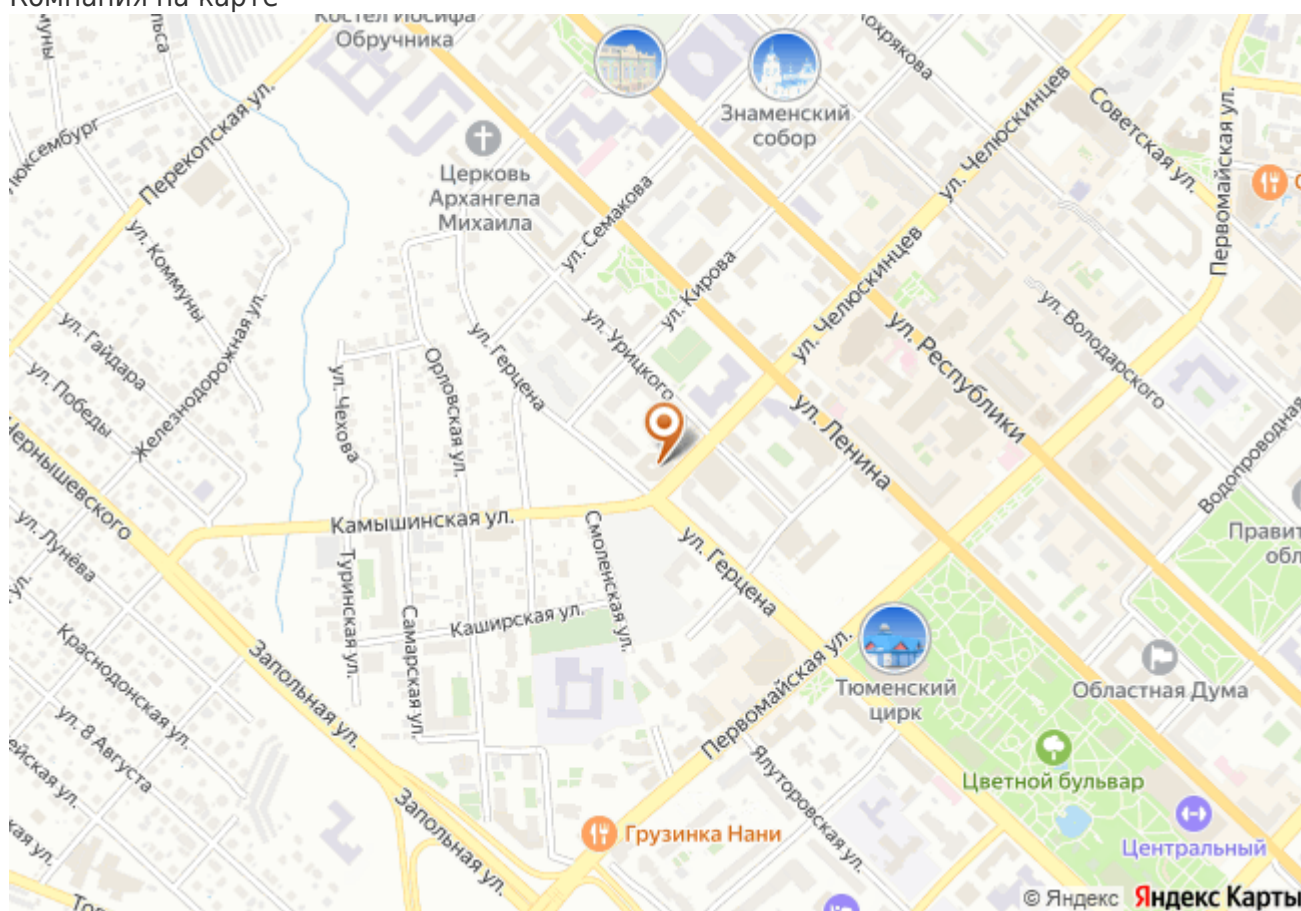 Компания на карте
Костел Иосифа
Обручника
Знаменский
собор
Советская ул.
Первомайская ул.
ул. Челюскинцев
Перекопская ул.
Церковь
Архангела
Михаила
ул. Семакова
ул. Коммуны
ул. Кирова
ул. Челюскинцев
ул. Республики
ул. Володарского
Железнодорожная ул.
ул. Гайдара
ул. Победы
ул. Герцена
ул. Урицкого
Орловская ул.
ул. Чехова
ул. Ленина
Водопроводная
Камышинская ул.
Смоленская ул.
ул. Герцена
ул. Лунёва
Туринская ул.
Самарская ул.
Каширская ул.
Первомайская ул.
Тюменский
цирк
Областная Дума
Краснодонская ул.
Запольная ул.
ул. 8 Августа
Цветной бульвар
Ялуторовская ул.
Запольная ул.
Грузинка Нани
Центральный
© Яндекс Яндекс Карты